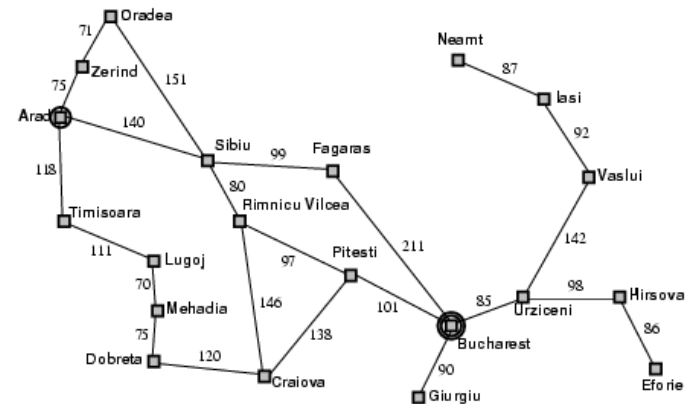 Oradea
71
Neamt
Zerind
87
75
151
Iasi
Arad
140
92
Sibiu
Fagaras
99
118
Vaslui
80
Timisoara
Rimnicu Vilcea
142
111
211
Lugoj
97
Pitesti
70
98
Hirsova
146
101
85
Urziceni
Mehadia
138
86
75
Bucharest
120
Dobreta
90
Craiova
Eforie
Giurgiu